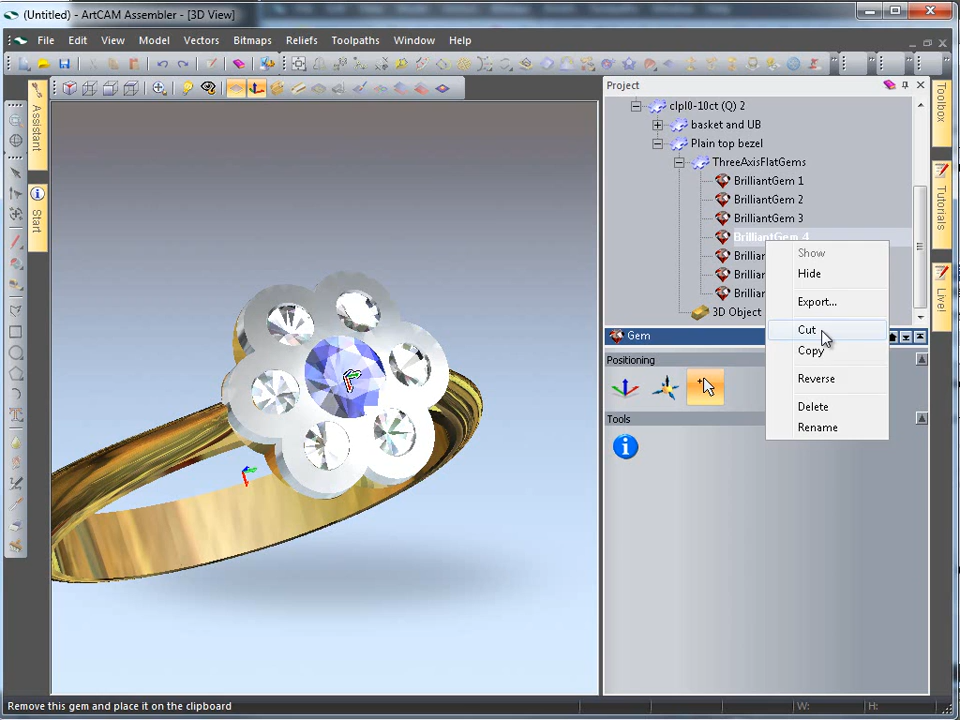 (Untitled) - ArtCAM Assembler - [3D View]
File Edit View Model Vectors Bitmaps Reliefs Toolpaths Window Help
Assistant
Start
Project
clpl0-10ct (Q) 2
basket and UB
Plain top bezel
ThreeAxisFlatGems
BrilliantGem 1
BrilliantGem 2
BrilliantGem 3
BrilliantGem 4
3D Object
Show
Hide
Export...
Cut
Copy
Reverse
Delete
Rename
Gem
Positioning
Tools
Toolbox
Tutorials
Live!
Remove this gem and place it on the clipboard
W:
H: